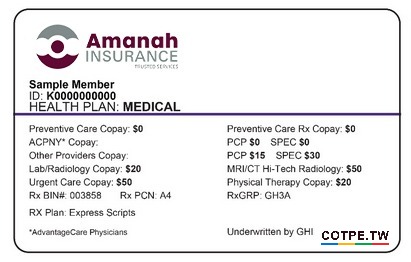 Amanah
INSURANCE
TRUSTED SERVICES
Sample Member
ID: K0000000000
HEALTH PLAN: MEDICAL
Preventive Care Copay: $0 Preventive Care Rx Copay: $0
ACPNY* Copay: PCP $0 SPEC $0
Other Providers Copay: PCP $15 SPEC $30
Lab/Radiology Copay: $20 MRI/CT Hi-Tech Radiology: $50
Urgent Care Copay: $50 Physical Therapy Copay: $20
Rx BIN#: 003858 Rx PCN: A4 RxGRP: GH3A
RX Plan: Express Scripts
*AdvantageCare Physicians Underwritten by GHI
COTPE.TW